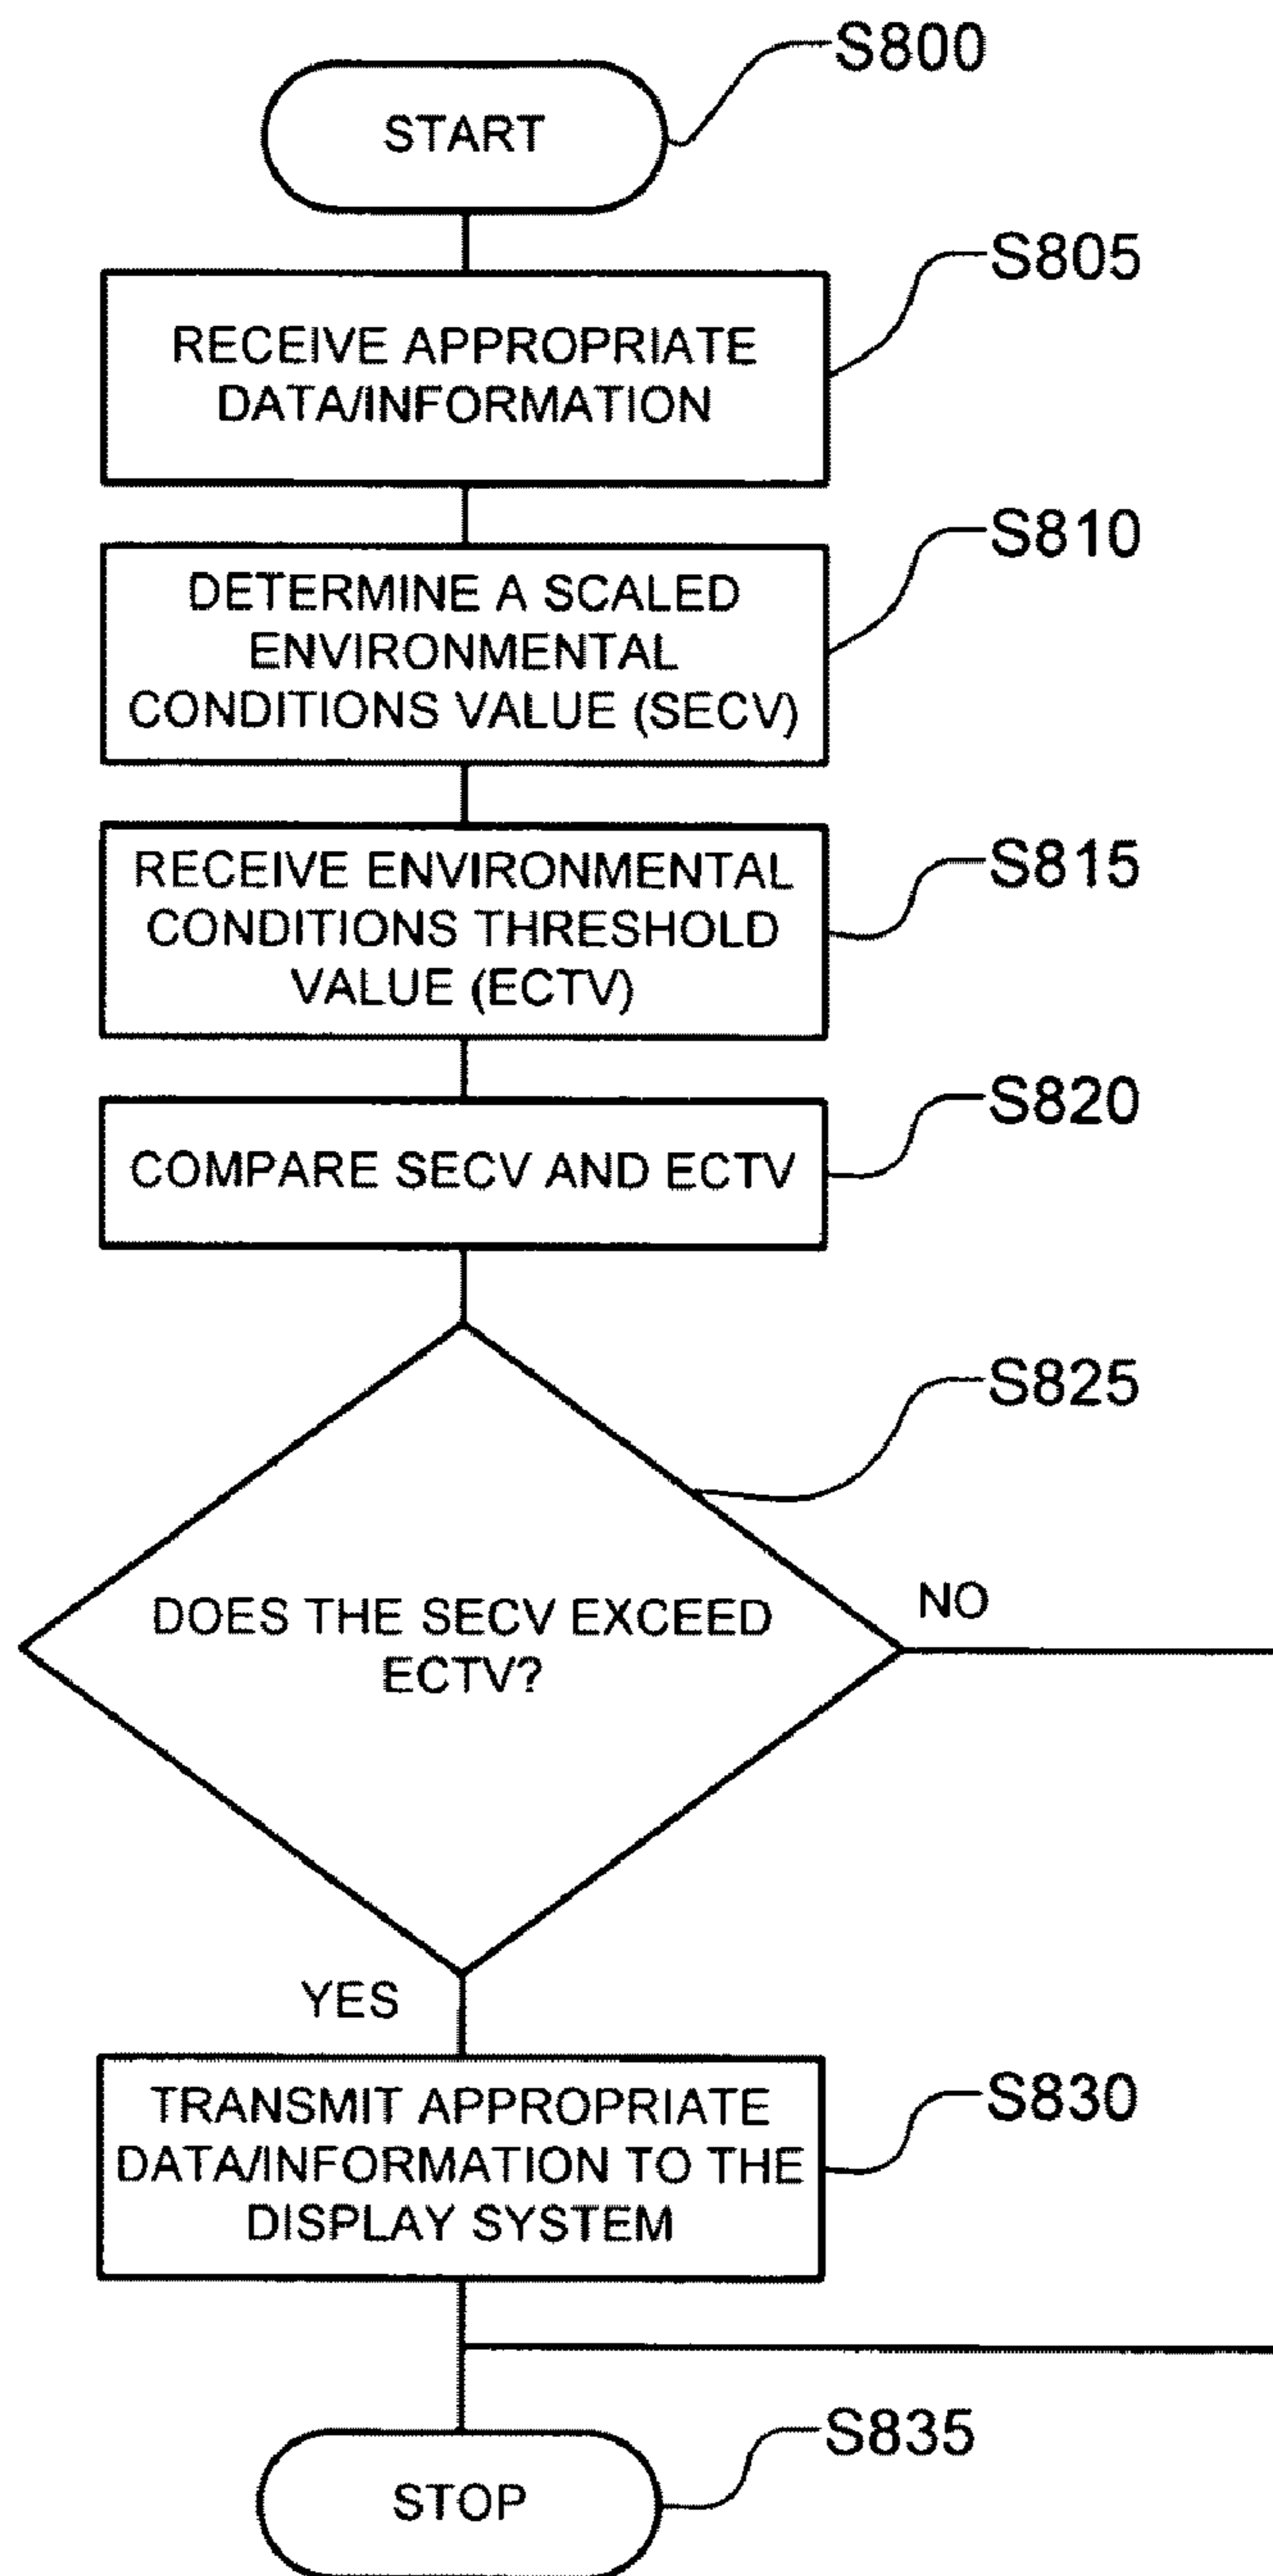 S800
START
S805
RECEIVE APPROPRIATE
DATA/INFORMATION
S810
DETERMINE A SCALED
ENVIRONMENTAL
CONDITIONS VALUE (SECV)
S815
RECEIVE ENVIRONMENTAL
CONDITIONS THRESHOLD
VALUE (ECTV)
S820
COMPARE SECV AND ECTV
S825
DOES THE SECV EXCEED
ECTV?
NO
YES
S830
TRANSMIT APPROPRIATE
DATA/INFORMATION TO THE
DISPLAY SYSTEM
S835
STOP